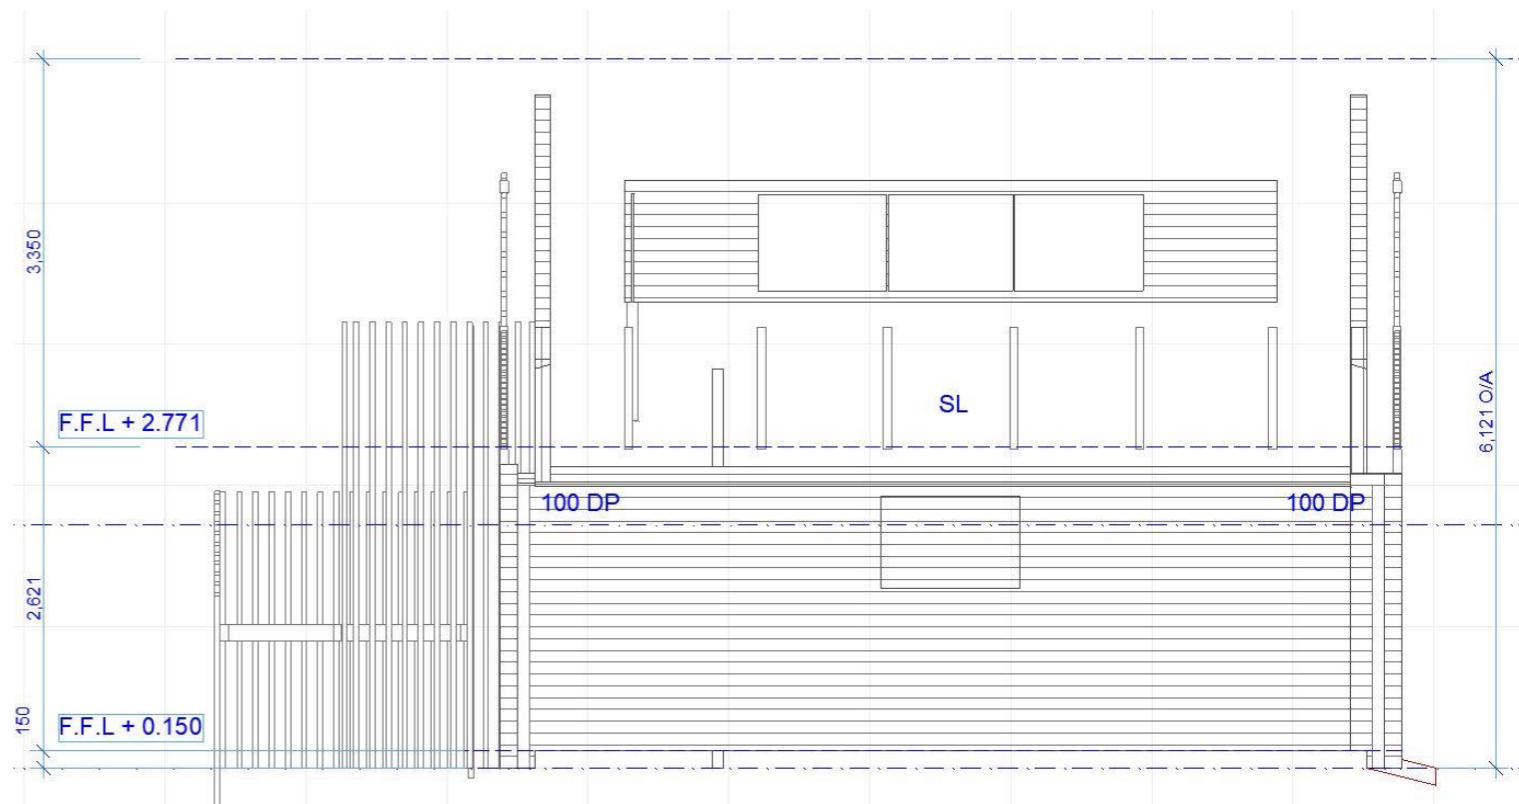 3,350
6,121 O/A
SL
F.F.L + 2.771
100 DP
100 DP
2,621
F.F.L + 0.150
150